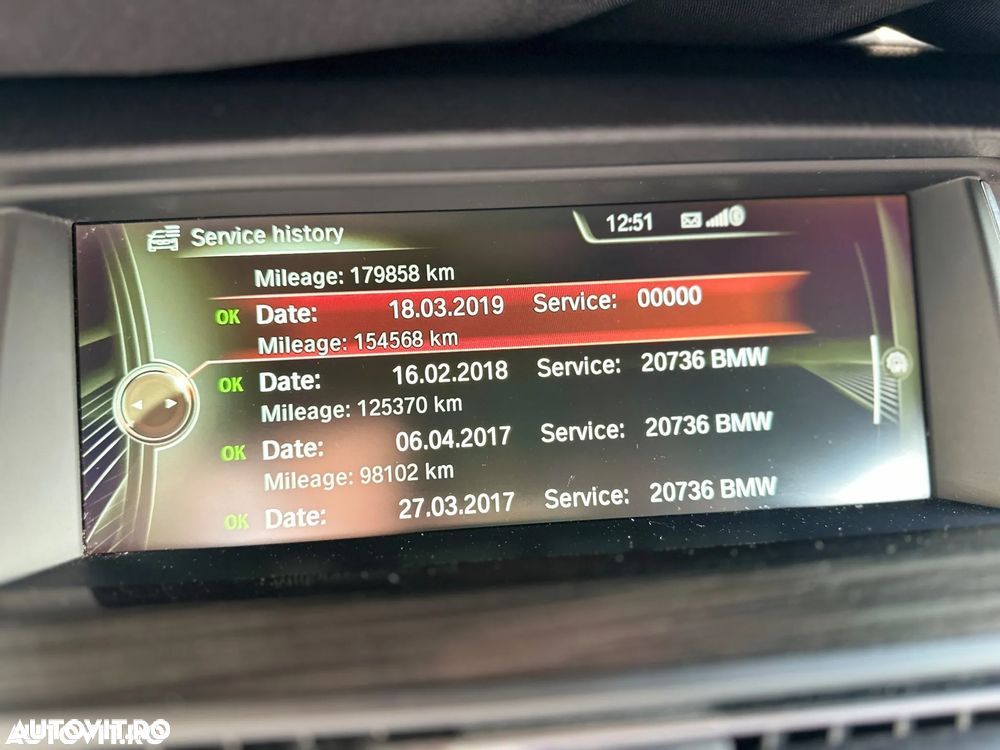 Service history
12:51
Mileage: 179858 km
OK Date: 18.03.2019 Service: 00000
Mileage: 154568 km
OK Date: 16.02.2018 Service: 20736 BMW
Mileage: 125370 km
OK Date: 06.04.2017 Service: 20736 BMW
Mileage: 98102 km
OK Date: 27.03.2017 Service: 20736 BMW
AUTOVIT.RO